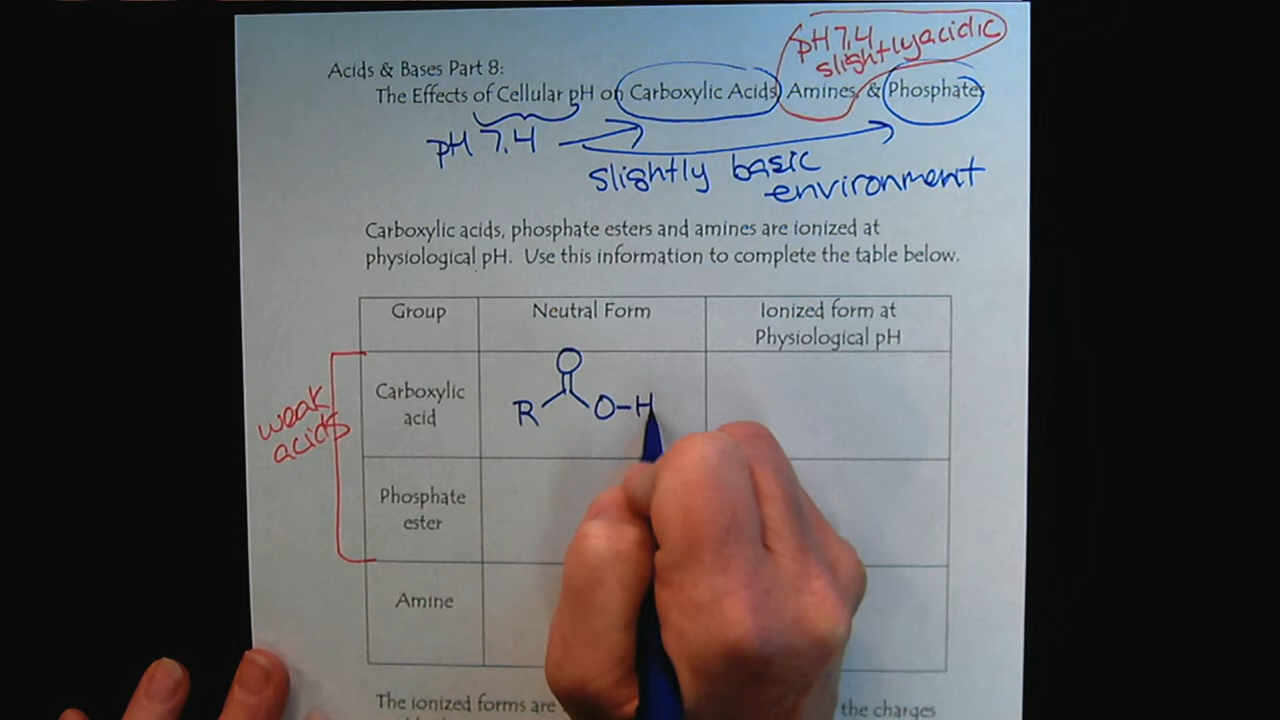 pH 7.4
slightly acidic
Acids & Bases Part 8:
The Effects of Cellular pH on Carboxylic Acids, Amines, & Phosphates
pH 7.4
slightly basic
environment
Carboxylic acids, phosphate esters and amines are ionized at
physiological pH. Use this information to complete the table below.
Group Neutral Form Ionized form at
Physiological pH
weak
acids
Carboxylic
acid
O
R O-H
Phosphate
ester
Amine
The ionized forms are
the charges